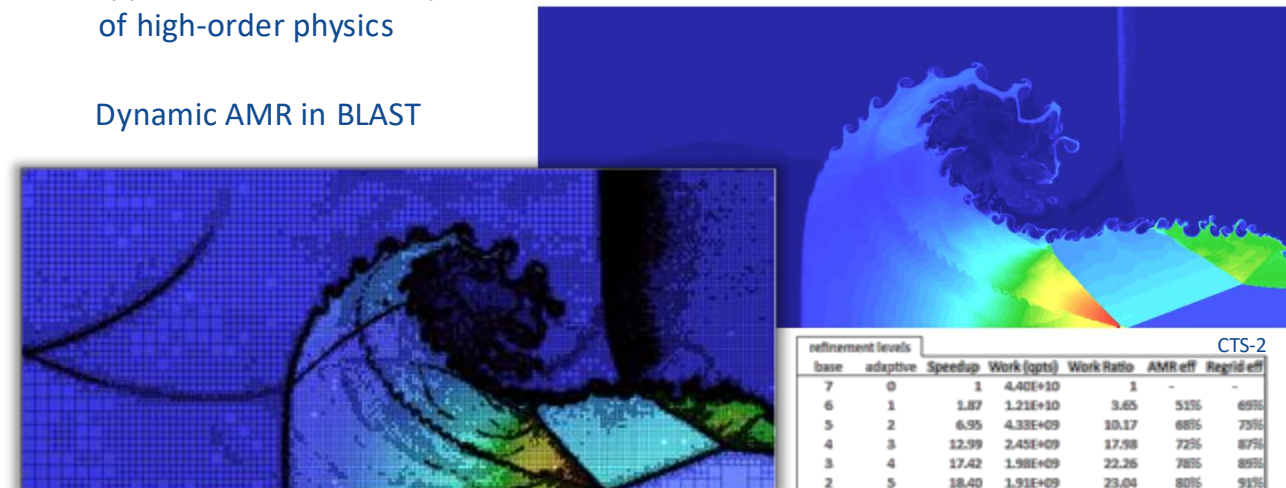 of high-order physics
Dynamic AMR in BLAST
CTS-2
refinement levels
base adaptive Speedup Work (qpts) Work Ratio AMR eff Regrid eff
7 0 1 4.40E+10 1 - -
6 1 1.87 1.21E+10 3.65 51% 69%
5 2 6.95 4.33E+09 10.17 68% 75%
4 3 12.99 2.45E+09 17.98 72% 87%
3 4 17.42 1.98E+09 22.26 78% 89%
2 5 18.40 1.91E+09 23.04 80% 91%